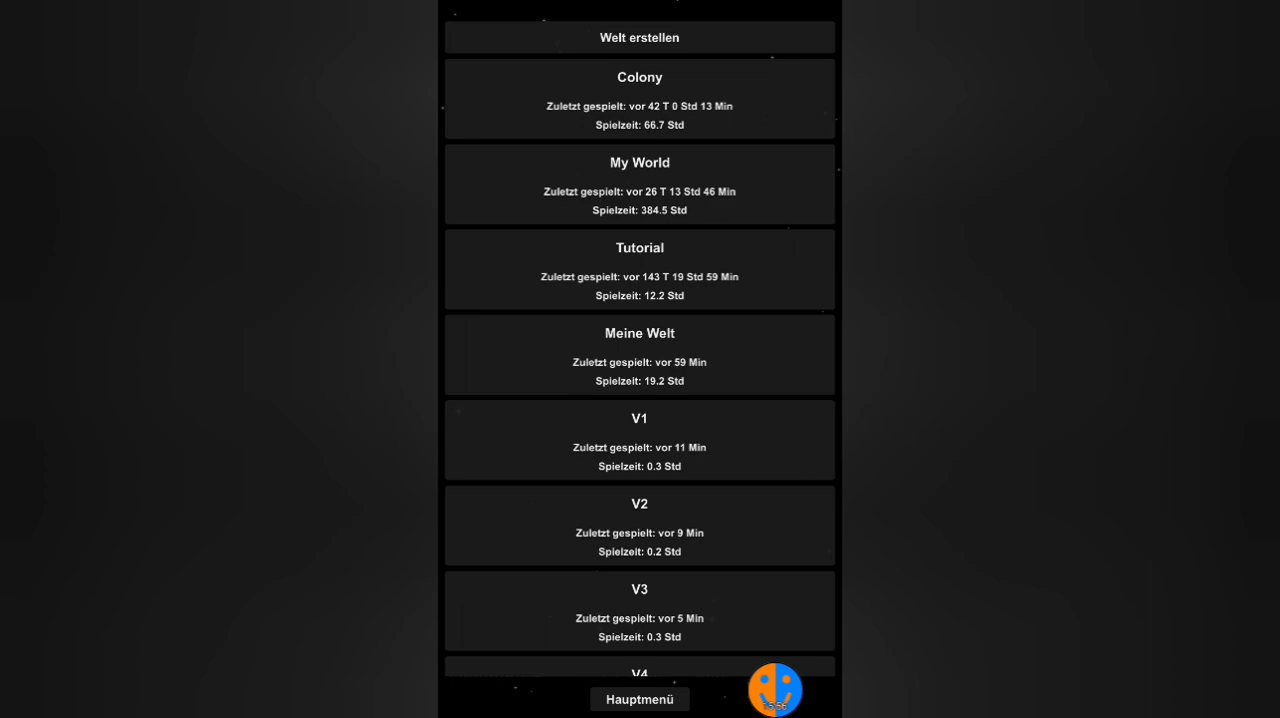 Welt erstellen
Colony
Zuletzt gespielt: vor 42 T 0 Std 13 Min
Spielzeit: 66.7 Std
My World
Zuletzt gespielt: vor 26 T 13 Std 46 Min
Spielzeit: 384.5 Std
Tutorial
Zuletzt gespielt: vor 143 T 19 Std 59 Min
Spielzeit: 12.2 Std
Meine Welt
Zuletzt gespielt: vor 59 Min
Spielzeit: 19.2 Std
V1
Zuletzt gespielt: vor 11 Min
Spielzeit: 0.3 Std
V2
Zuletzt gespielt: vor 9 Min
Spielzeit: 0.2 Std
V3
Zuletzt gespielt: vor 5 Min
Spielzeit: 0.3 Std
V4
Hauptmenü